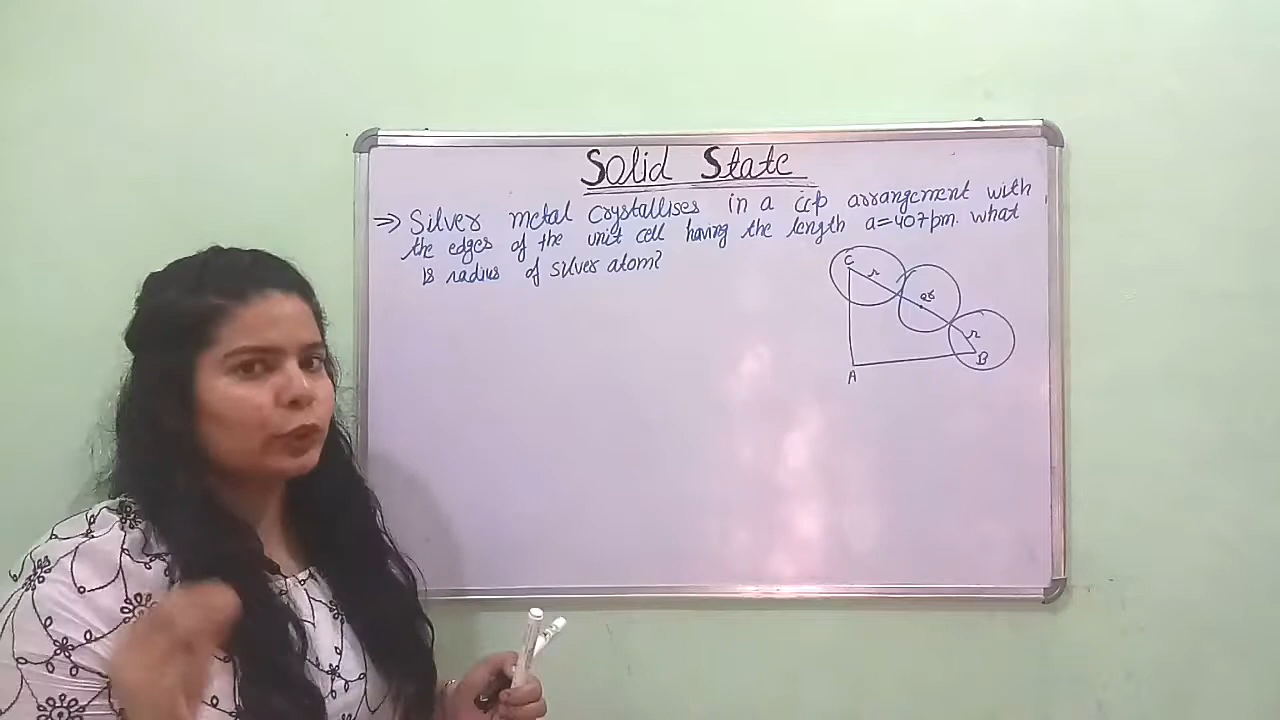 Solid State
⇒ Silver metal crystallises in a ccp arrangement with
the edges of the unit cell having the length a=407pm. what
is radius of silver atom?
C
r
2r
r
B
A